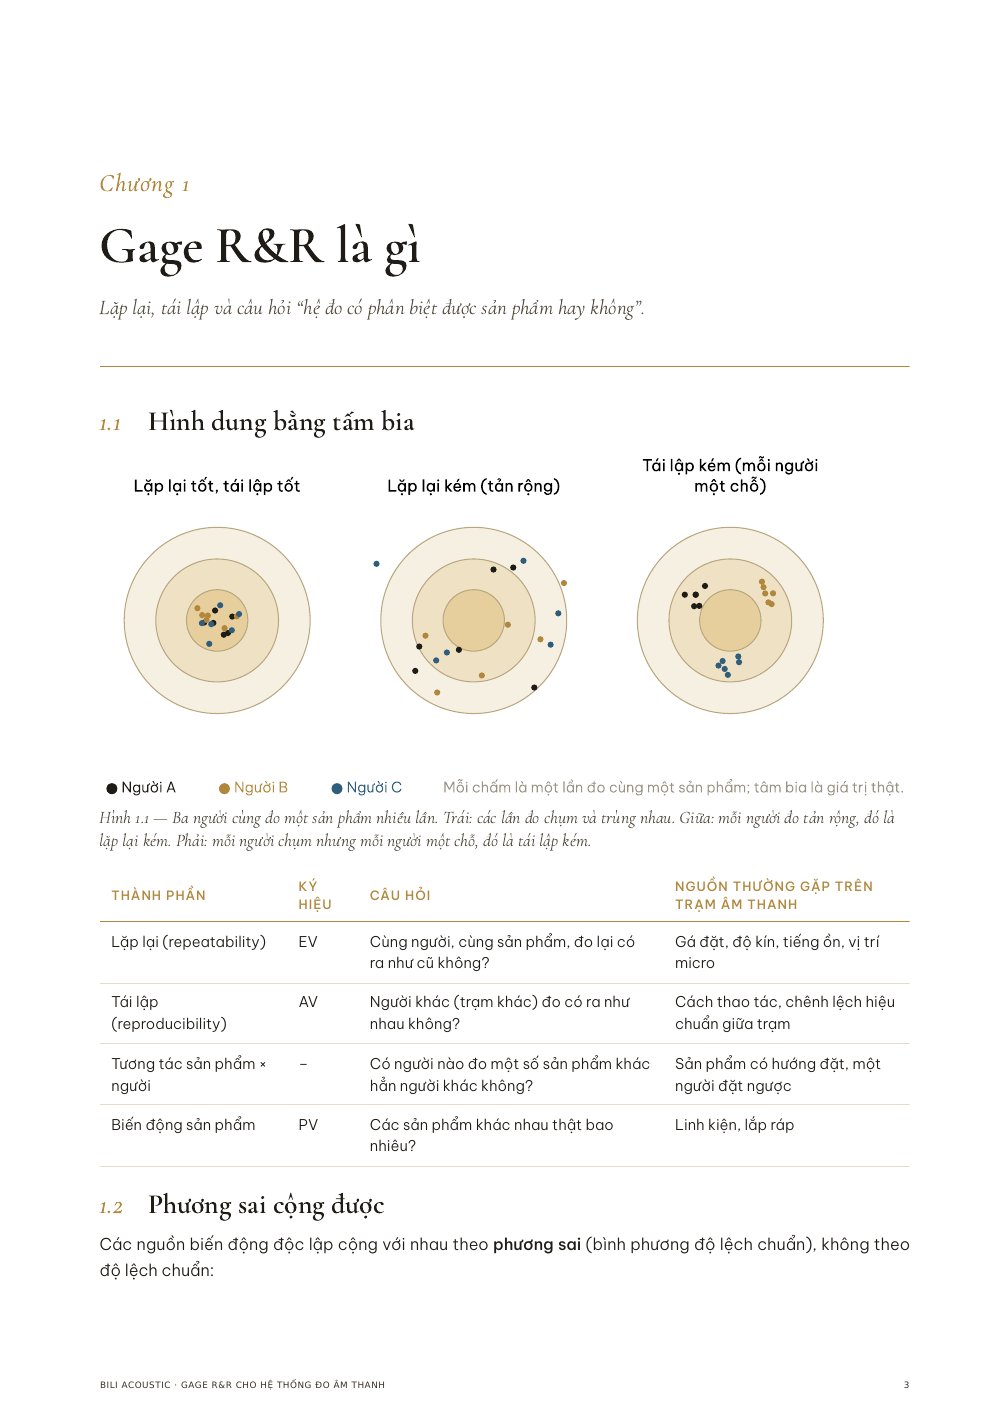 Chương 1
Gage R&R là gì
Lặp lại, tái lập và câu hỏi “hệ đo có phân biệt được sản phẩm hay không”.
1.1 Hình dung bằng tấm bia
Lặp lại tốt, tái lập tốt
Lặp lại kém (tản rộng)
Tái lập kém (mỗi người
một chỗ)
Người A Người B Người C Mỗi chấm là một lần đo cùng một sản phẩm; tâm bia là giá trị thật.
Hình 1.1 — Ba người cùng đo một sản phẩm nhiều lần. Trái: các lần đo chụm và trùng nhau. Giữa: mỗi người đo tản rộng, đó là
lặp lại kém. Phải: mỗi người chụm nhưng mỗi người một chỗ, đó là tái lập kém.
THÀNH PHẦN
KÝ
HIỆU
CÂU HỎI
NGUỒN THƯỜNG GẶP TRÊN
TRẠM ÂM THANH
Lặp lại (repeatability)
EV
Cùng người, cùng sản phẩm, đo lại có
ra như cũ không?
Gá đặt, độ kín, tiếng ồn, vị trí
micro
Tái lập
(reproducibility)
AV
Người khác (trạm khác) đo có ra như
nhau không?
Cách thao tác, chênh lệch hiệu
chuẩn giữa trạm
Tương tác sản phẩm ×
người
–
Có người nào đo một số sản phẩm khác
hẳn người khác không?
Sản phẩm có hướng đặt, một
người đặt ngược
Biến động sản phẩm
PV
Các sản phẩm khác nhau thật bao
nhiêu?
Linh kiện, lắp ráp
1.2 Phương sai cộng được
Các nguồn biến động độc lập cộng với nhau theo phương sai (bình phương độ lệch chuẩn), không theo
độ lệch chuẩn:
BILI ACOUSTIC · GAGE R&R CHO HỆ THỐNG ĐO ÂM THANH 3